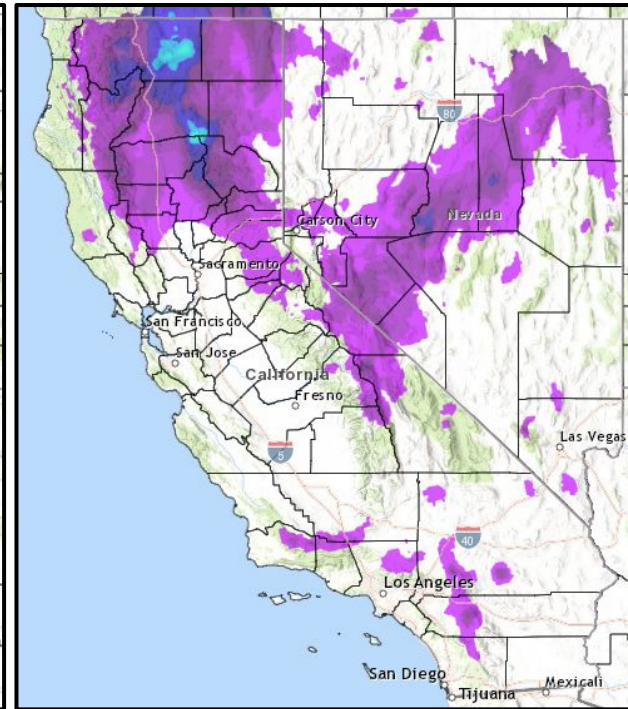 80
Carson City
Nevada
Sacramento
San Francisco
San Jose
California
Fresno
5
Las Vegas
40
Los Angeles
San Diego
Tijuana
Mexicali